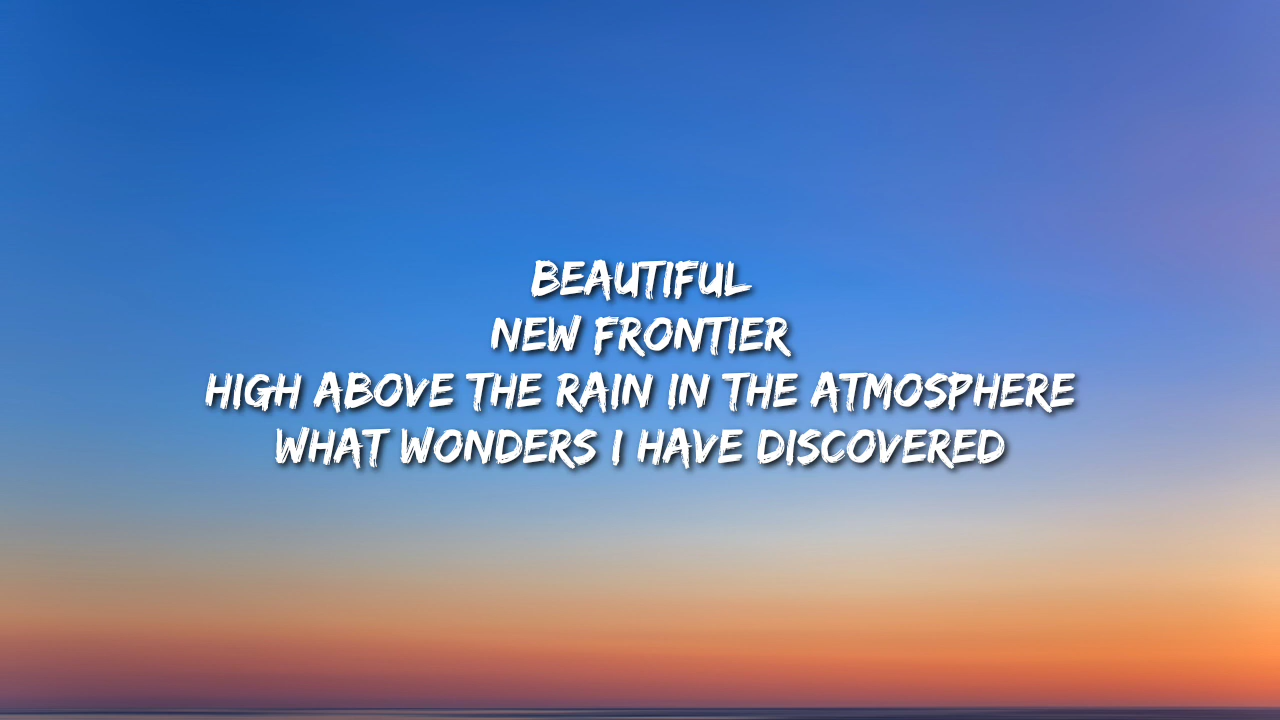 BEAUTIFUL
NEW FRONTIER
HIGH ABOVE THE RAIN IN THE ATMOSPHERE
WHAT WONDERS I HAVE DISCOVERED